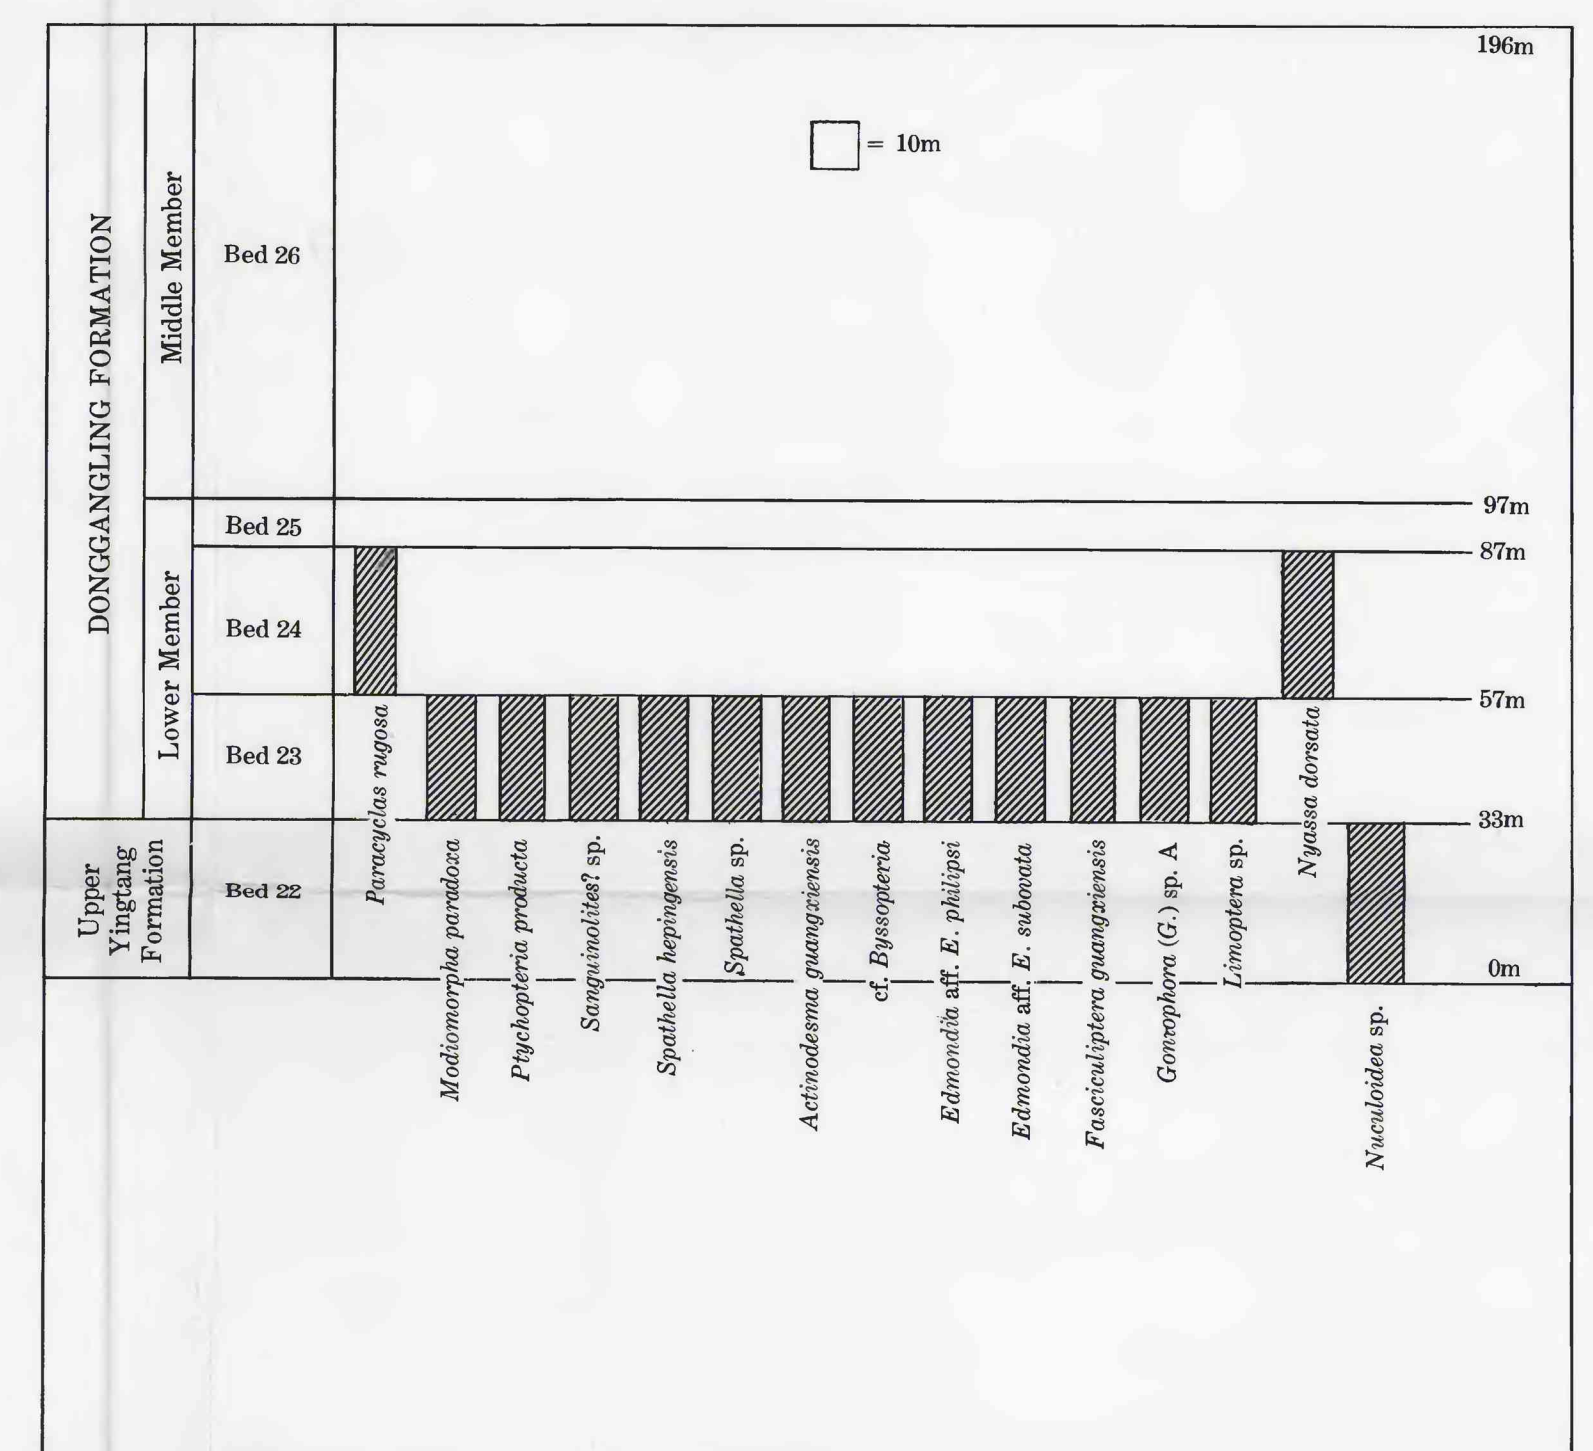 196m
= 10m
DONGGANGLING FORMATION
Middle Member
Bed 26
97m
Bed 25
87m
Lower Member
Bed 24
57m
Bed 23
33m
Upper
Yingtang
Formation
Bed 22
0m
Paracyclas rugosa
Modiomorpha paradoxa
Ptychopteria producta
Sanguinolites? sp.
Spathella hepingensis
Spathella sp.
Actinodesma guangxiensis
cf. Byssopteria
Edmondia aff. E. philipsi
Edmondia aff. E. subovata
Fasciculiptera guangxiensis
Gonxophora (G.) sp. A
Limoptera sp.
Nyassa dorsata
Nuculoidea sp.